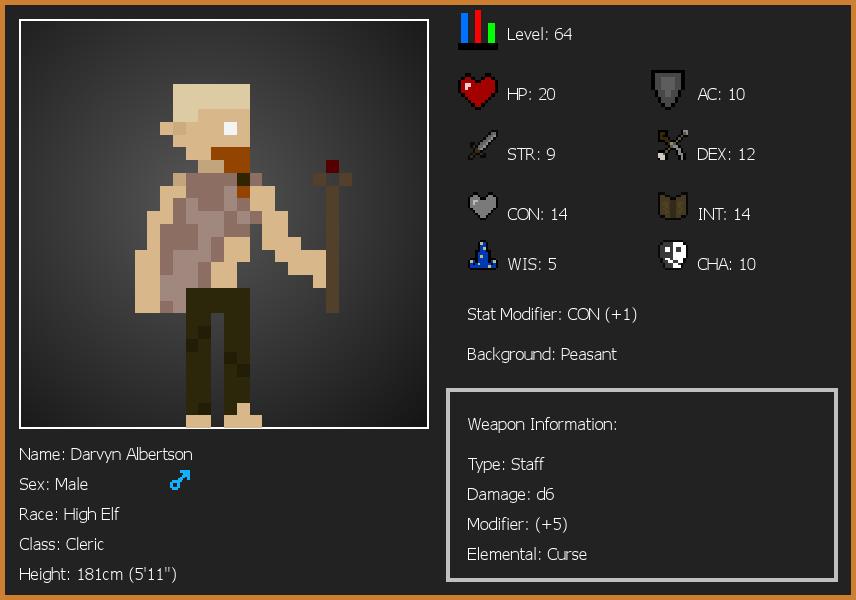 Level: 64
HP: 20
AC: 10
STR: 9
DEX: 12
CON: 14
INT: 14
WIS: 5
CHA: 10
Stat Modifier: CON (+1)
Background: Peasant
Weapon Information:
Type: Staff
Damage: d6
Modifier: (+5)
Elemental: Curse
Name: Darvyn Albertson
Sex: Male
Race: High Elf
Class: Cleric
Height: 181cm (5'11")